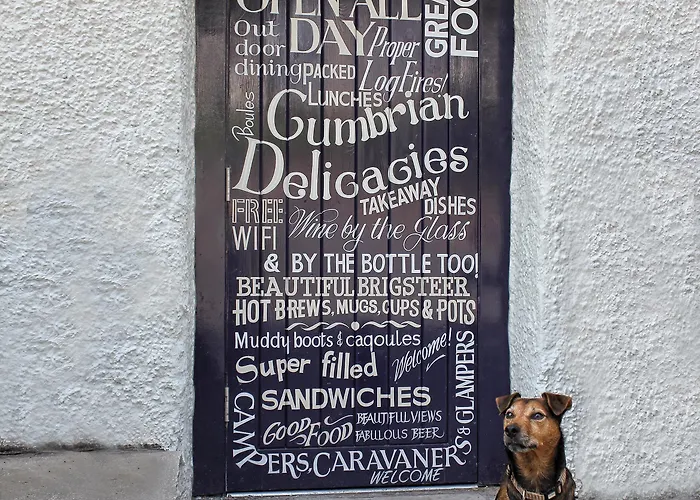 OPEN ALL
DAY
GREAT
FOOD
Out
door
dining
Proper
Log Fires!
PACKED
LUNCHES
Boules
Cumbrian
Delicacies
TAKEAWAY
DISHES
FREE
WIFI
Wine by the Glass
& BY THE BOTTLE TOO!
BEAUTIFUL BRIGSTEER
HOT BREWS, MUGS, CUPS & POTS
Muddy boots & cagoules
Welcome!
Super filled
SANDWICHES
GOOD FOOD
BEAUTIFUL VIEWS
FABULOUS BEER
CAMPERS, CARAVANERS & GLAMPERS
WELCOME